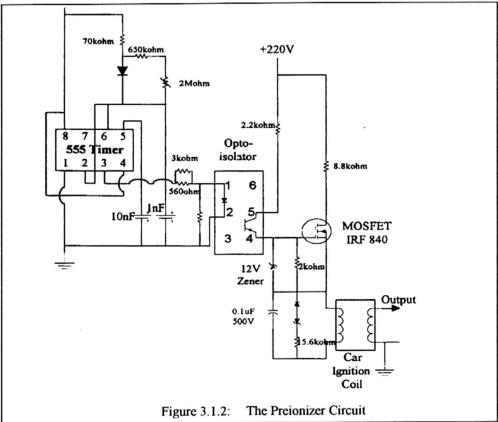 70kohm
650kohm
2Mohm
+220V
2.2kohm
8 7 6 5
555 Timer
1 2 3 4
Opto-
isolator
3kohm
560ohm
8.8kohm
1 6
2 5
3 4
10nF
1nF
MOSFET
IRF 840
12V
Zener
2kohm
0.1uF
500V
15.6kohm
Output
Car
Ignition
Coil
Figure 3.1.2: The Preionizer Circuit